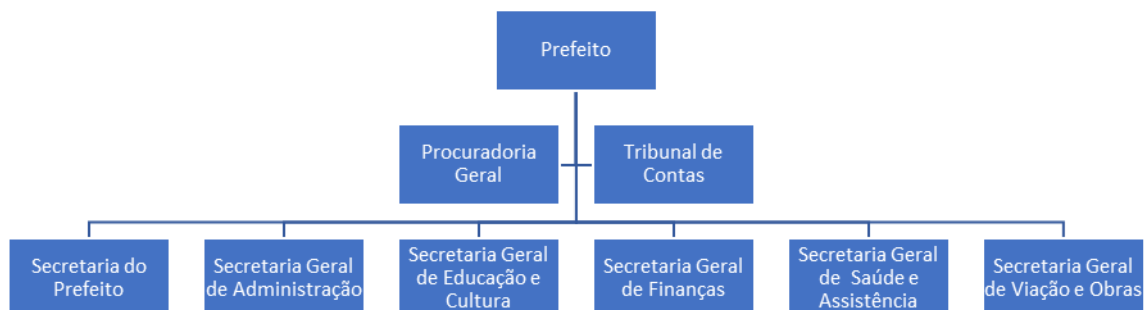 Prefeito
Procuradoria
Geral
Tribunal de
Contas
Secretaria do
Prefeito
Secretaria Geral
de Administração
Secretaria Geral
de Educação e
Cultura
Secretaria Geral
de Finanças
Secretaria Geral
de Saúde e
Assistência
Secretaria Geral
de Viação e Obras